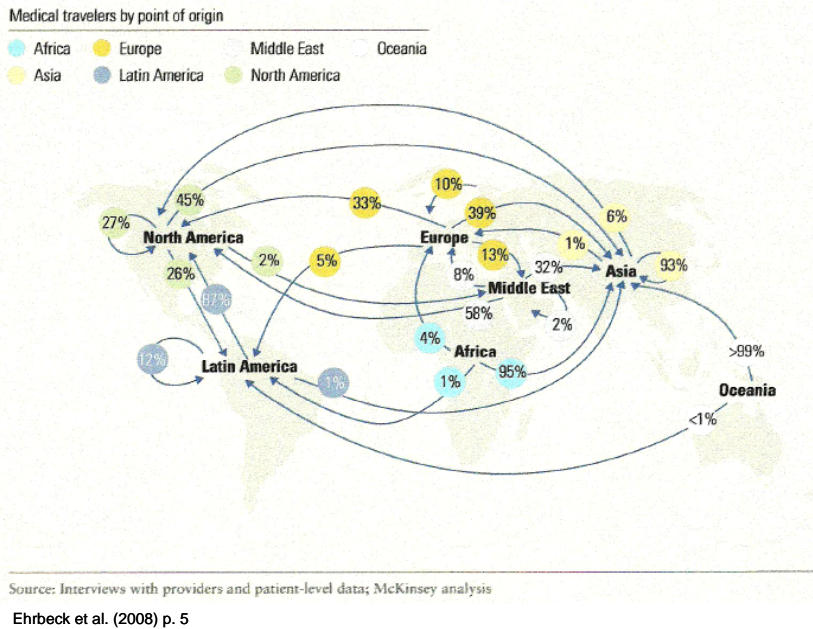 Medical travelers by point of origin
Africa Europe Middle East Oceania
Asia Latin America North America
10%
45% 33% 39% 6%
27% North America Europe 1%
26% 2% 5% 13% 8% 32% Asia 93%
87% Middle East
58% 2%
4%
12% Latin America Africa >99%
1% 1% 95% Oceania
<1%
Source: Interviews with providers and patient-level data; McKinsey analysis
Ehrbeck et al. (2008) p. 5